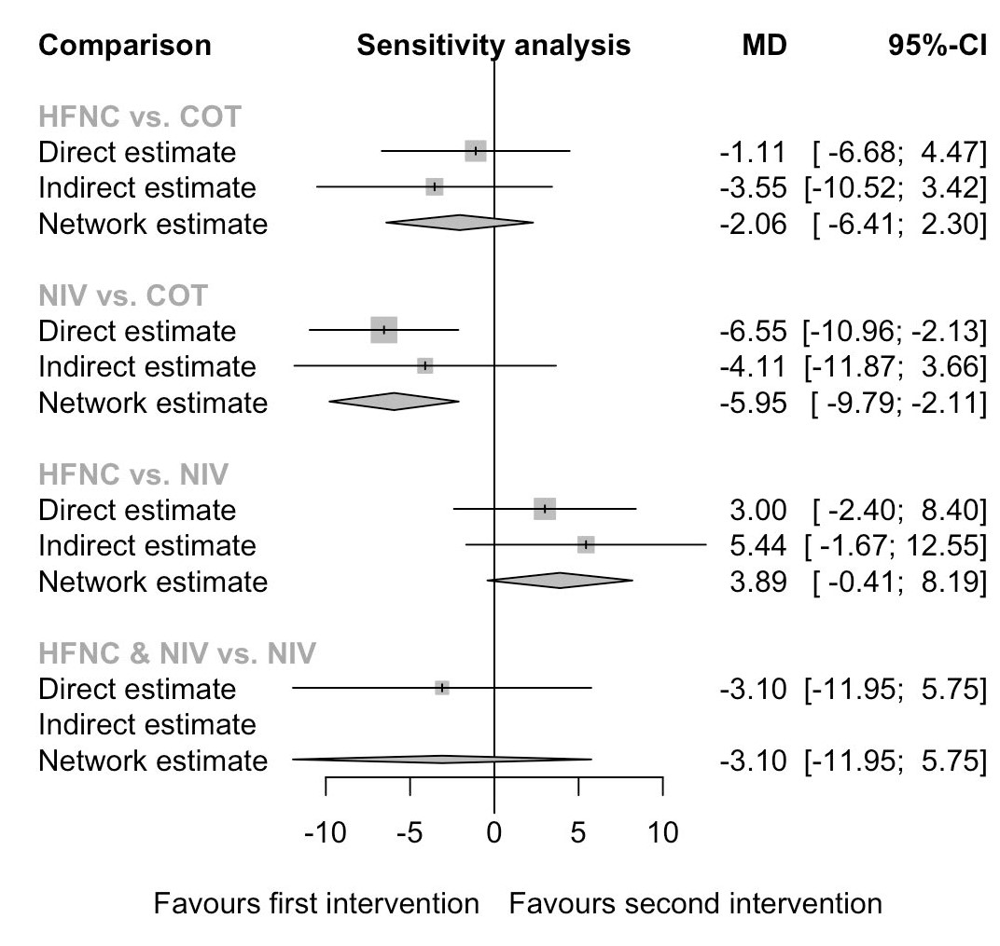 Comparison Sensitivity analysis MD 95%-CI
HFNC vs. COT
Direct estimate -1.11 [ -6.68; 4.47]
Indirect estimate -3.55 [-10.52; 3.42]
Network estimate -2.06 [ -6.41; 2.30]
NIV vs. COT
Direct estimate -6.55 [-10.96; -2.13]
Indirect estimate -4.11 [-11.87; 3.66]
Network estimate -5.95 [ -9.79; -2.11]
HFNC vs. NIV
Direct estimate 3.00 [ -2.40; 8.40]
Indirect estimate 5.44 [ -1.67; 12.55]
Network estimate 3.89 [ -0.41; 8.19]
HFNC & NIV vs. NIV
Direct estimate -3.10 [-11.95; 5.75]
Indirect estimate
Network estimate -3.10 [-11.95; 5.75]
-10 -5 0 5 10
Favours first intervention Favours second intervention